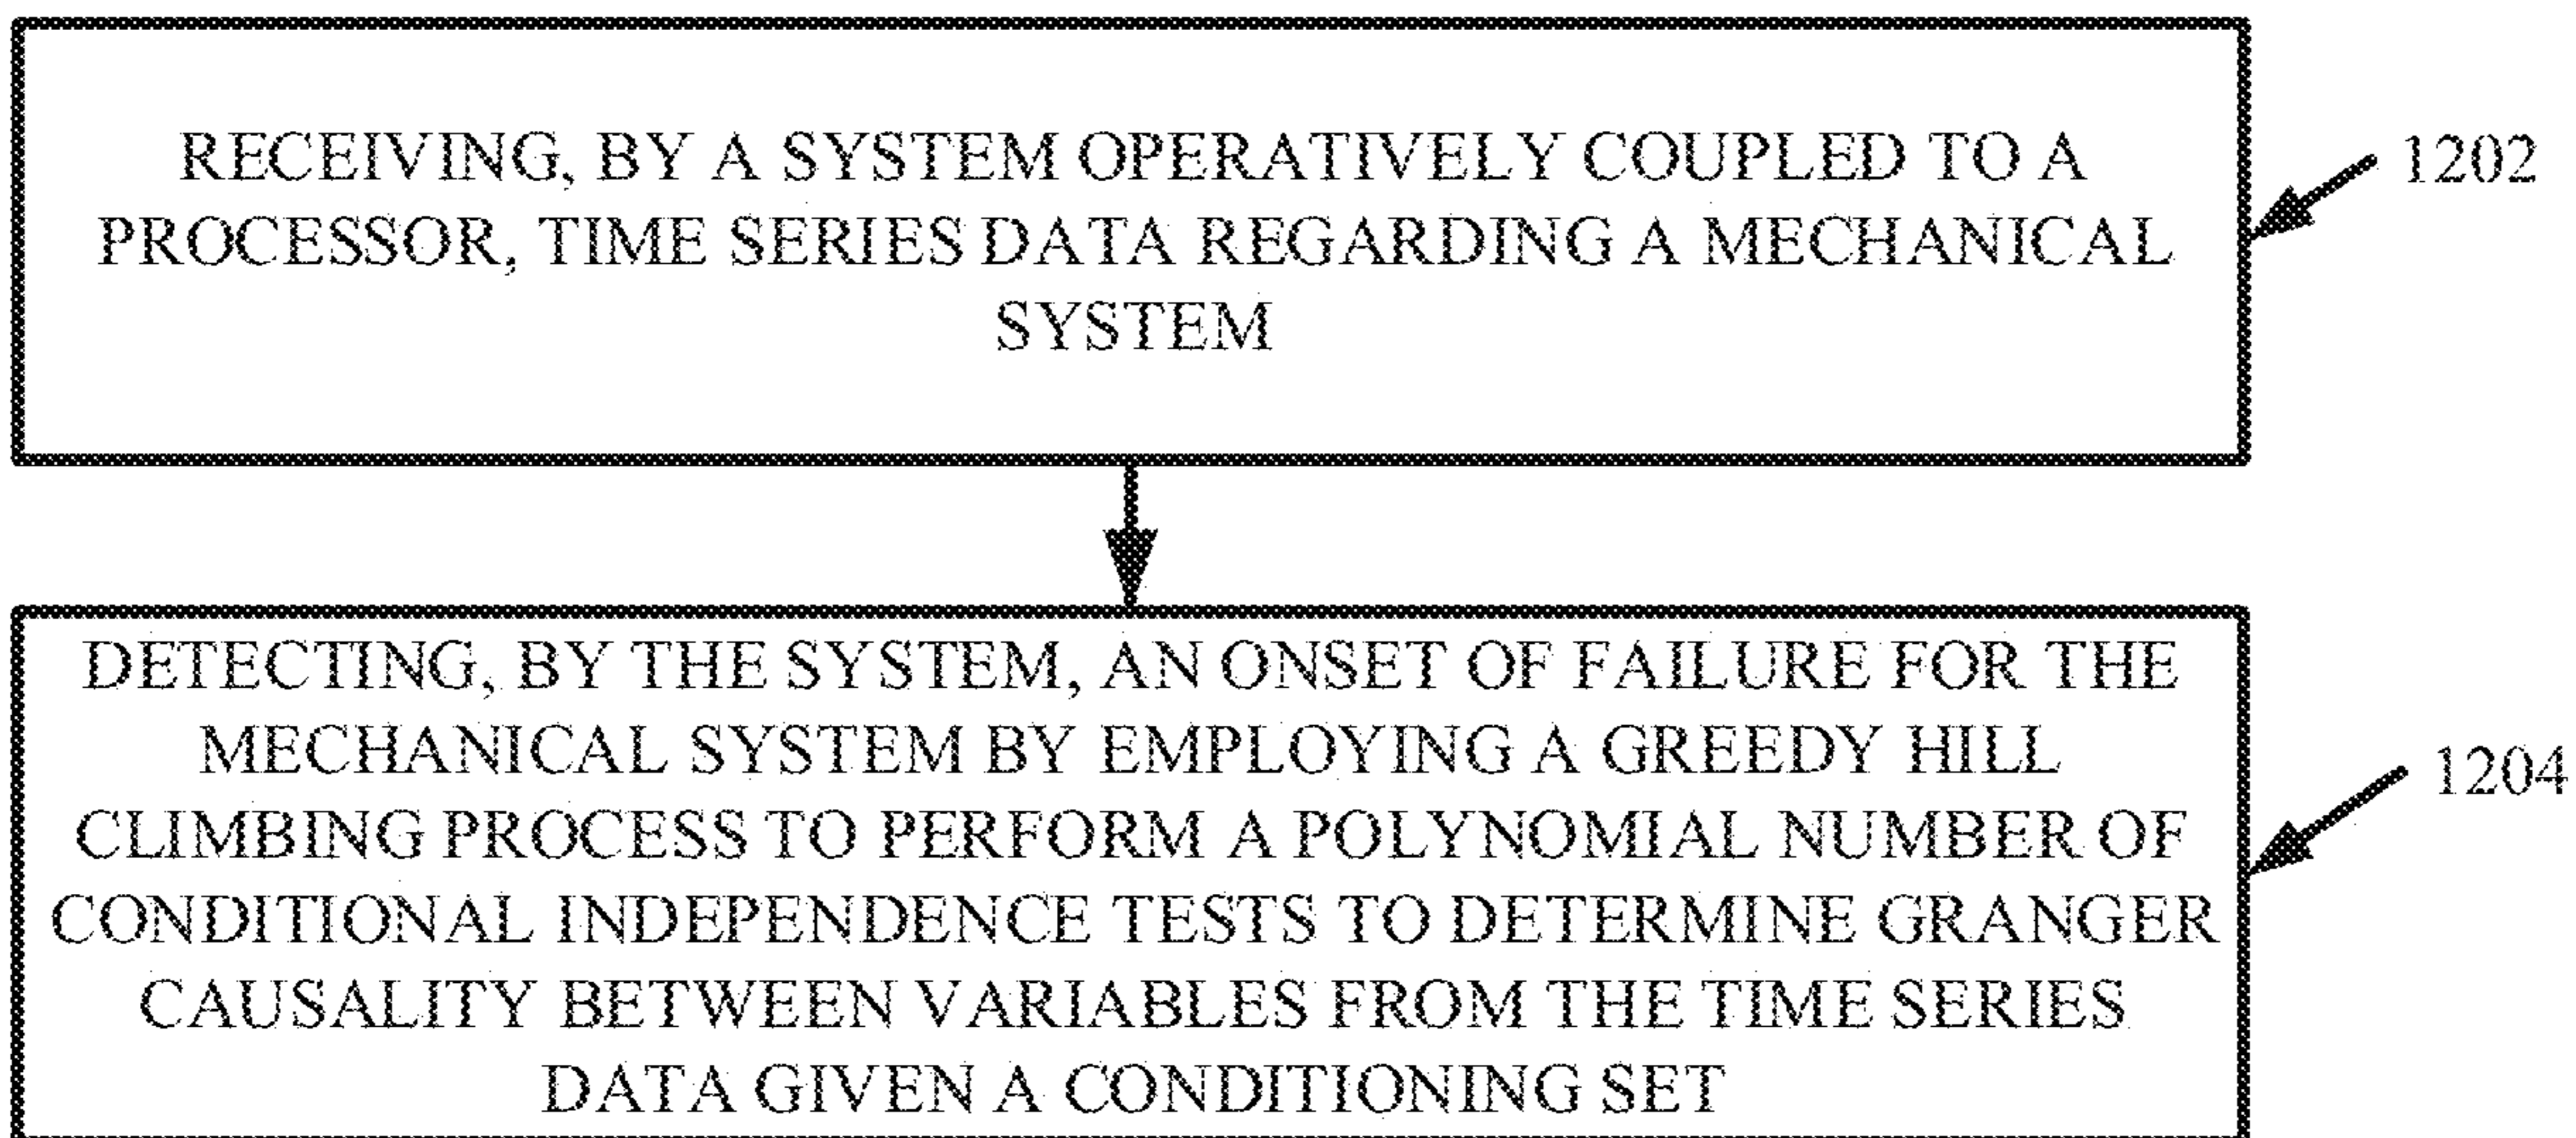 RECEIVING, BY A SYSTEM OPERATIVELY COUPLED TO A
PROCESSOR, TIME SERIES DATA REGARDING A MECHANICAL
SYSTEM
1202
DETECTING, BY THE SYSTEM, AN ONSET OF FAILURE FOR THE
MECHANICAL SYSTEM BY EMPLOYING A GREEDY HILL
CLIMBING PROCESS TO PERFORM A POLYNOMIAL NUMBER OF
CONDITIONAL INDEPENDENCE TESTS TO DETERMINE GRANGER
CAUSALITY BETWEEN VARIABLES FROM THE TIME SERIES
DATA GIVEN A CONDITIONING SET
1204